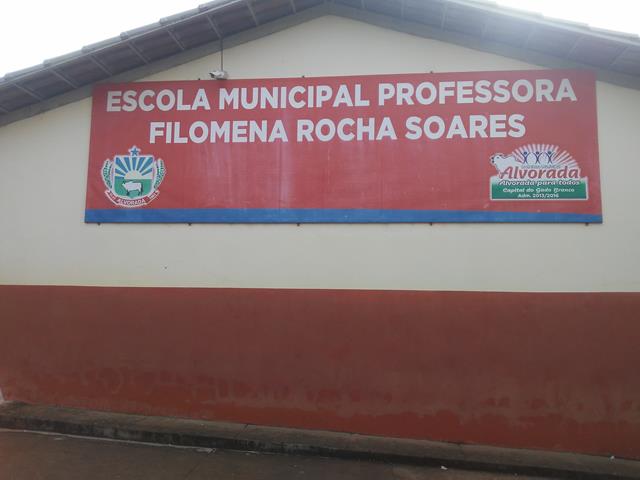 ESCOLA MUNICIPAL PROFESSORA
FILOMENA ROCHA SOARES
ALVORADA
Alvorada
Alvorada para todos
Capital do Gado Branco
Adm. 2013/2016